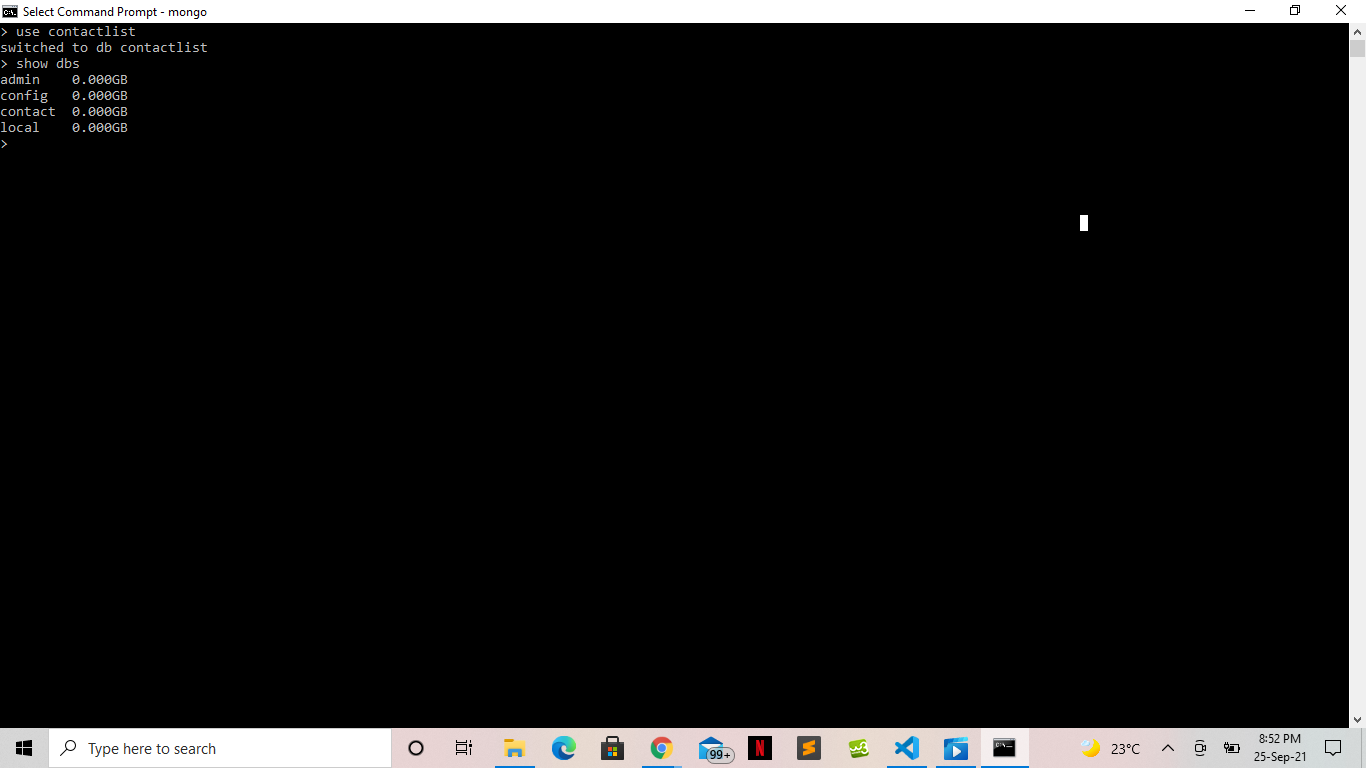 Select Command Prompt - mongo
> use contactlist
switched to db contactlist
> show dbs
admin    0.000GB
config   0.000GB
contact  0.000GB
local    0.000GB
>
Type here to search
99+
N
23°C
8:52 PM
25-Sep-21